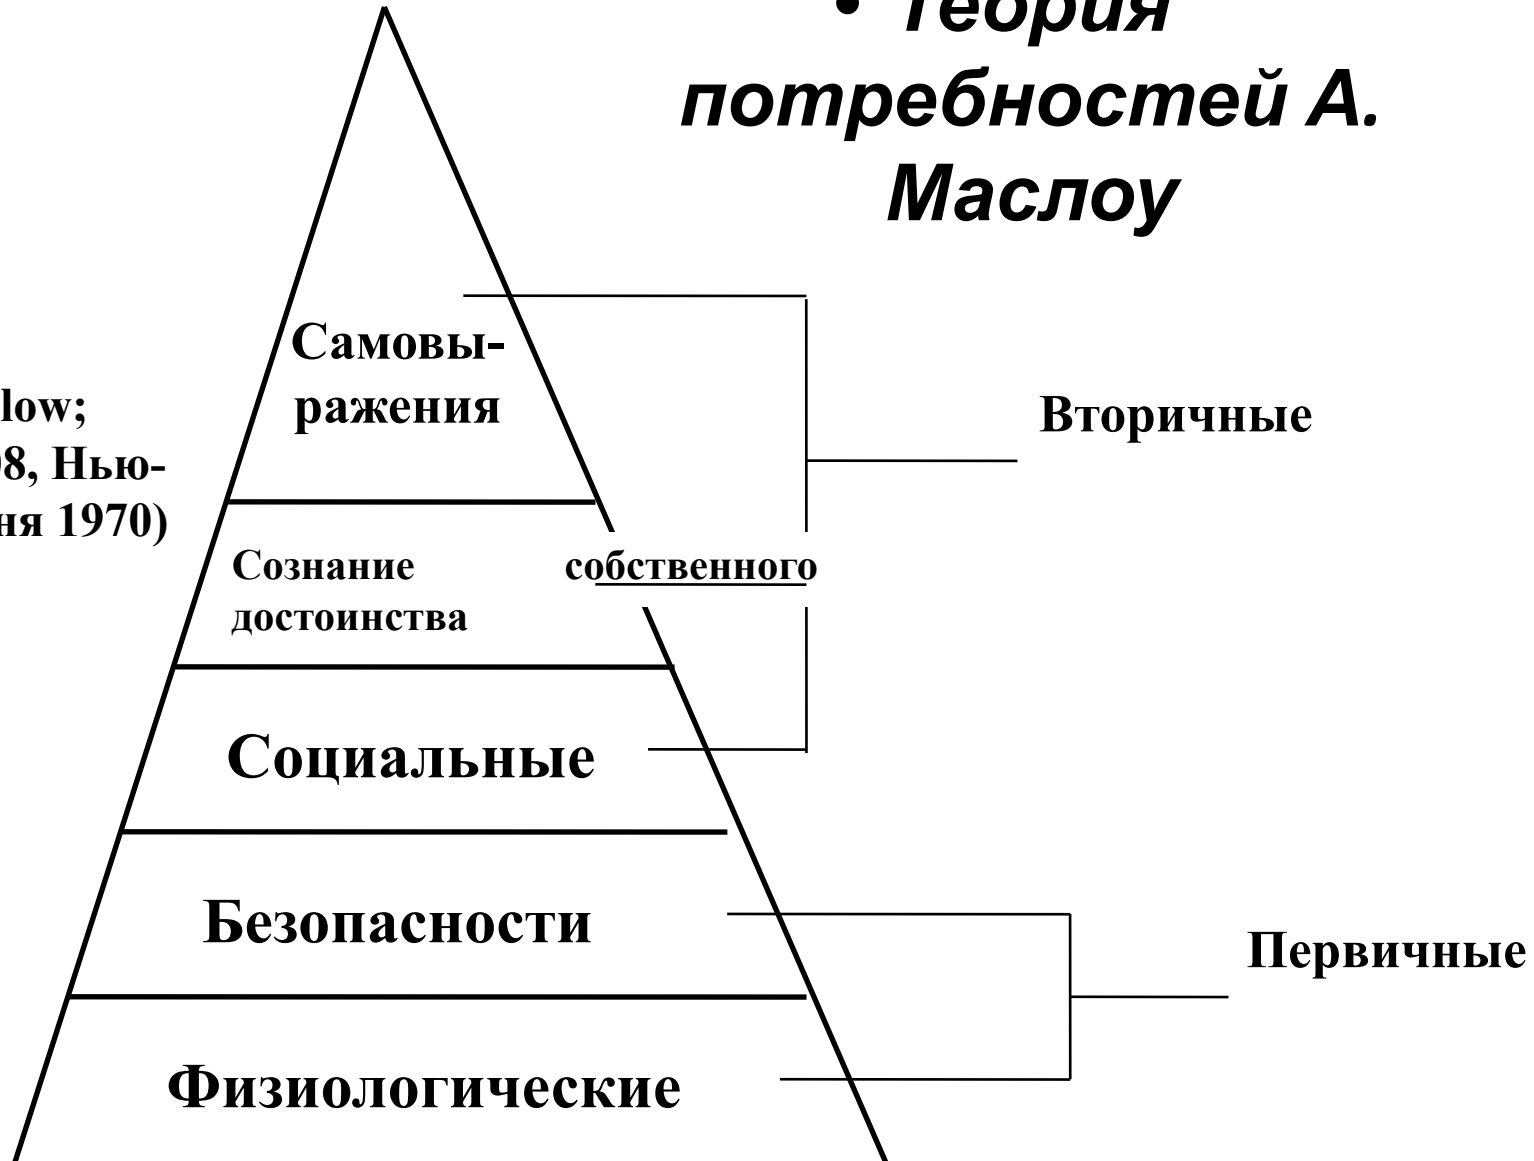 • Теория
потребностей А.
Маслоу
low;
8, Нью-
ня 1970)
Самовы-
ражения
Вторичные
Сознание собственного
достоинства
Социальные
Безопасности
Первичные
Физиологические